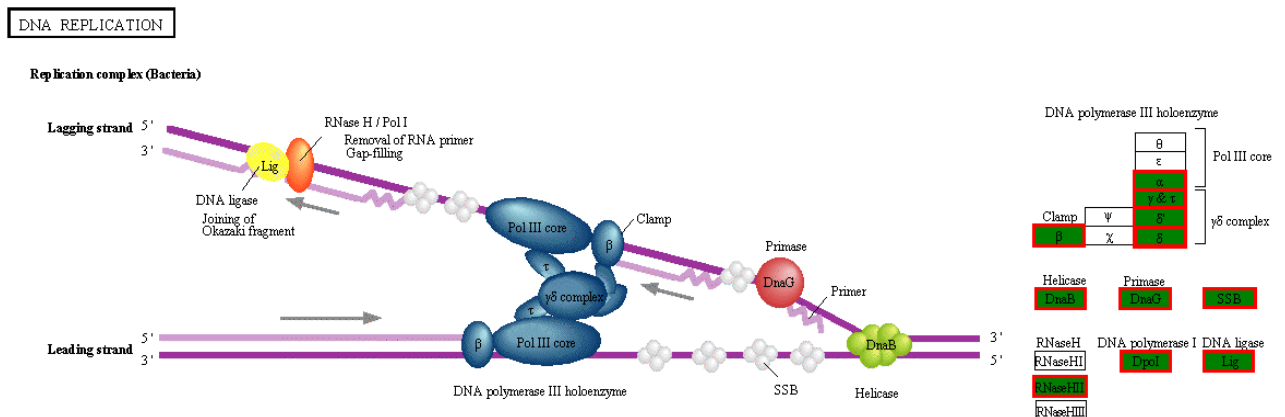 DNA REPLICATION
Replication complex (Bacteria)
Lagging strand
5'
3'
RNase H / Pol I
Removal of RNA primer
Gap-filling
Lig
DNA ligase
Joining of
Okazaki fragment
Pol III core
Clamp
β
τ
γδ complex
τ
Primase
DnaG
Primer
5'
3'
Leading strand
β
Pol III core
DnaB
5'
DNA polymerase III holoenzyme
SSB
Helicase
DNA polymerase III holoenzyme
θ
ε
Pol III core
α
γ & τ
Clamp
ψ
δ'
γδ complex
β
χ
δ
Helicase
Primase
DnaB
DnaG
SSB
RNaseH
DNA polymerase I
DNA ligase
RNaseHI
DpoI
Lig
RNaseHII
RNaseHIII